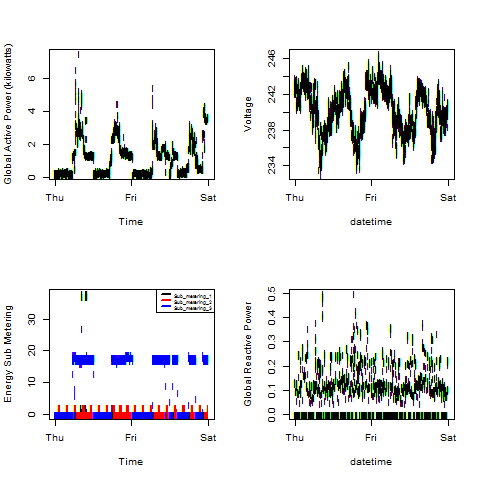 Global Active Power (kilowatts)
0 2 4 6
Thu Fri Sat
Time
Voltage
234 238 242 246
Thu Fri Sat
datetime
Energy Sub Metering
0 10 20 30
Sub_metering_1
Sub_metering_2
Sub_metering_3
Thu Fri Sat
Time
Global Reactive Power
0.0 0.1 0.2 0.3 0.4 0.5
Thu Fri Sat
datetime